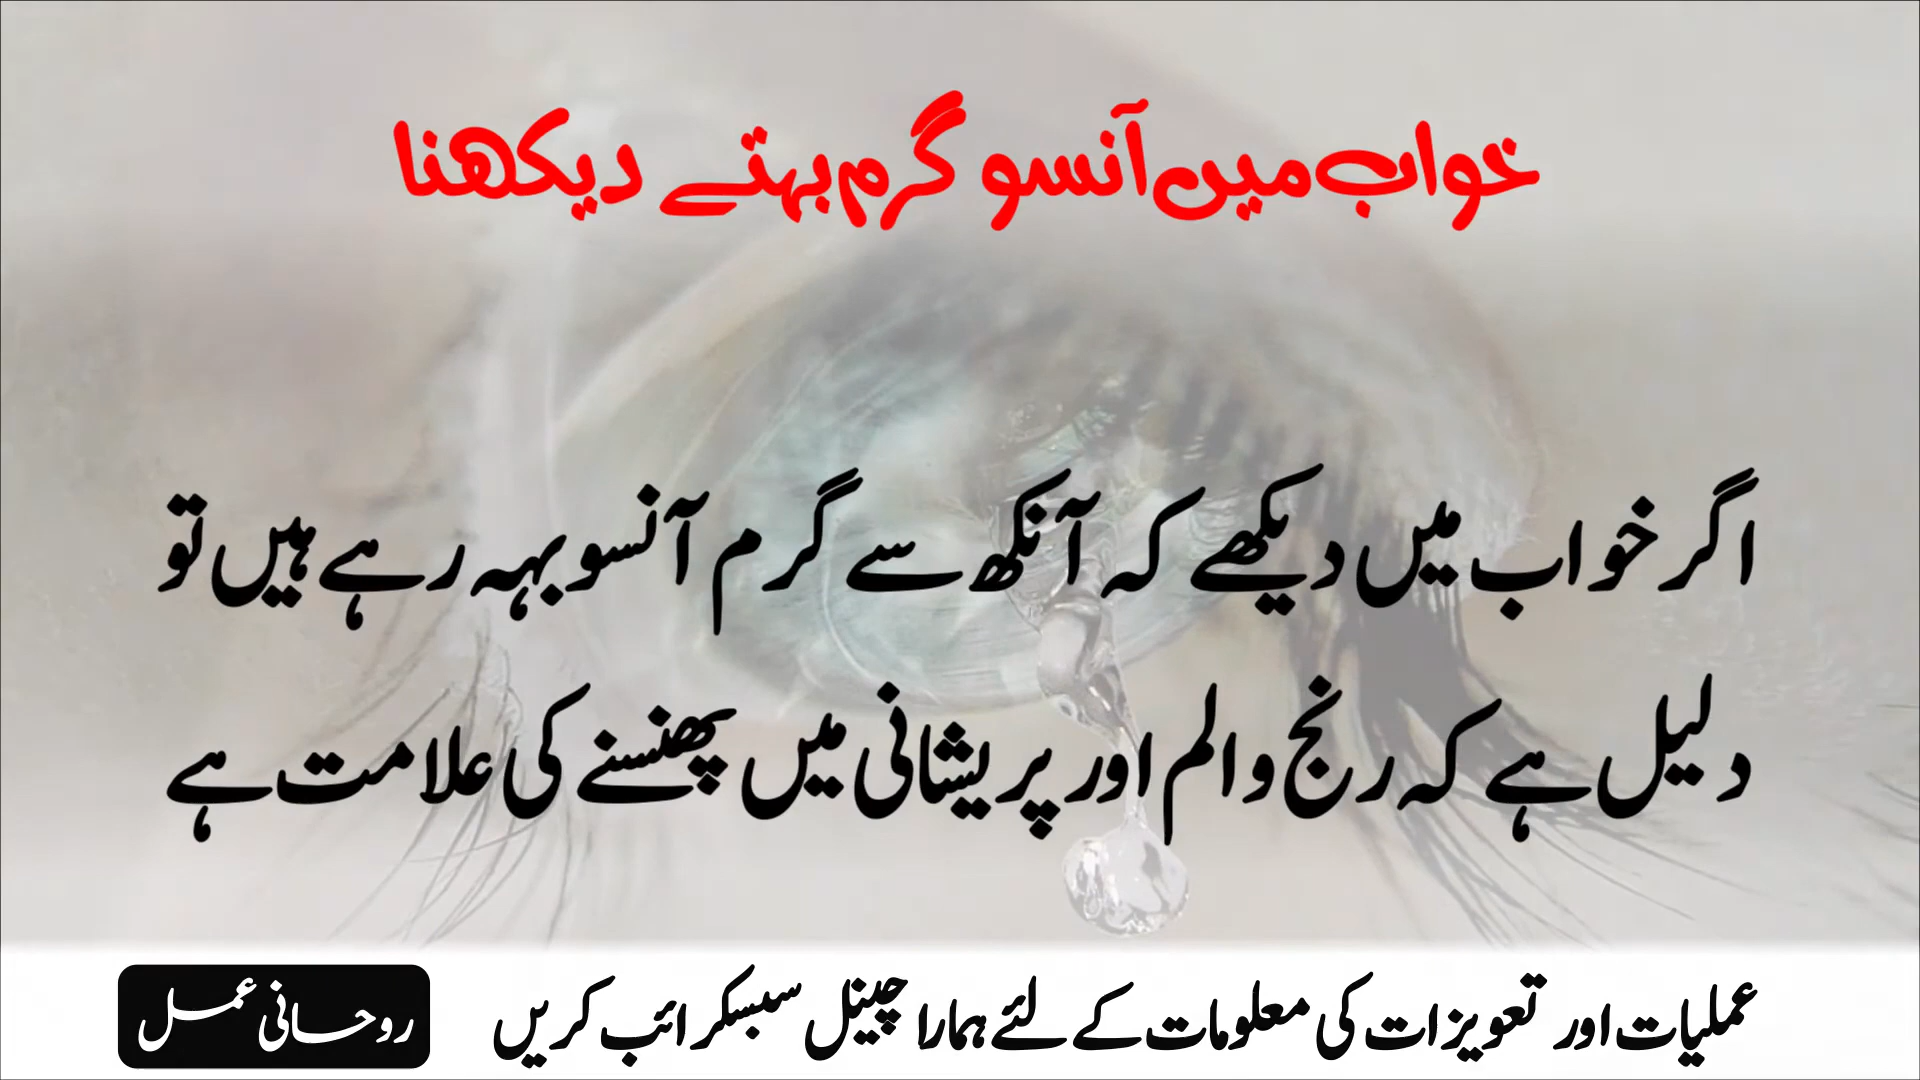 خواب میں آنسو گرم بہتے دیکھنا
اگر خواب میں دیکھے کہ آنکھ سے گرم آنسو بہہ رہے ہیں تو
دلیل ہے کہ رنج و الم اور پریشانی میں پھنسنے کی علامت ہے
عملیات اور تعویزات کی معلومات کے لئے ہمارا چینل سبسکرائب کریں
روحانی عمل